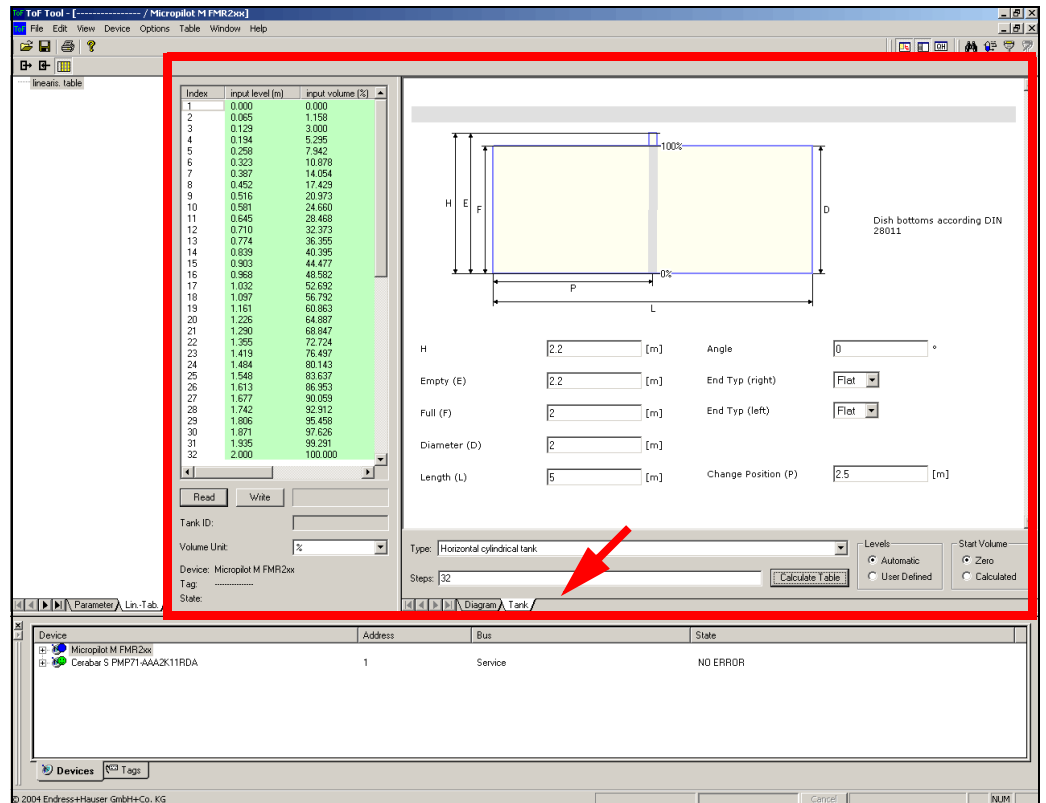 ToF Tool - [---------------- / Micropilot M FMR2xx]
File Edit View Device Options Table Window Help
linearis. table
Index input level (m) input volume (%)
1 0.000 0.000
2 0.065 1.158
3 0.129 3.000
4 0.194 5.295
5 0.258 7.942
6 0.323 10.878
7 0.387 14.054
8 0.452 17.429
9 0.516 20.973
10 0.581 24.660
11 0.645 28.468
12 0.710 32.373
13 0.774 36.355
14 0.839 40.395
15 0.903 44.477
16 0.968 48.582
17 1.032 52.692
18 1.097 56.792
19 1.161 60.863
20 1.226 64.887
21 1.290 68.847
22 1.355 72.724
23 1.419 76.497
24 1.484 80.143
25 1.548 83.637
26 1.613 86.953
27 1.677 90.059
28 1.742 92.912
29 1.806 95.458
30 1.871 97.626
31 1.935 99.291
32 2.000 100.000
Read Write
Tank ID:
Volume Unit: %
Device: Micropilot M FMR2xx
Tag: ---------------
State:
100%
H E F D
0%
P
L
Dish bottoms according DIN
28011
H 2.2 [m] Angle 0 °
Empty (E) 2.2 [m] End Typ (right) Flat
Full (F) 2 [m] End Typ (left) Flat
Diameter (D) 2 [m]
Length (L) 5 [m] Change Position (P) 2.5 [m]
Type: Horizontal cylindrical tank
Steps: 32 Calculate Table
Levels
Automatic
User Defined
Start Volume
Zero
Calculated
Parameter Lin.-Tab.
Diagram Tank
Device Address Bus State
Micropilot M FMR2xx
Cerabar S PMP71-AAA2K11RDA 1 Service NO ERROR
Devices Tags
© 2004 Endress+Hauser GmbH+Co. KG Cancel NUM